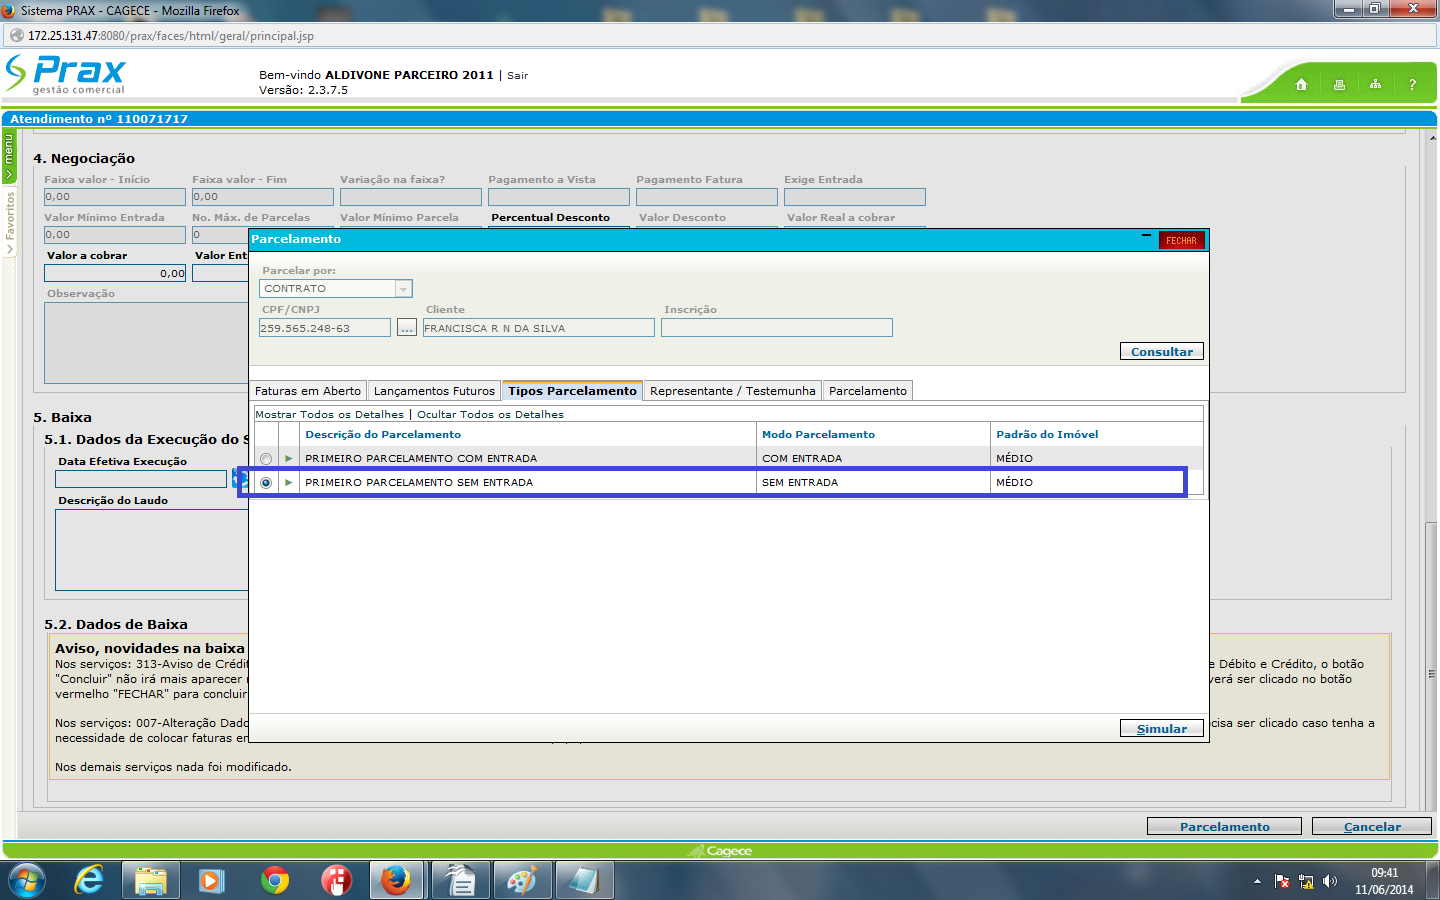 Sistema PRAX - CAGECE - Mozilla Firefox
172.25.131.47:8080/prax/faces/html/geral/principal.jsp
Prax
gestão comercial
Bem-vindo ALDIVONE PARCEIRO 2011 | Sair
Versão: 2.3.7.5
?
Atendimento nº 110071717
menu
Favoritos
4. Negociação
Faixa valor - Início Faixa valor - Fim Variação na faixa? Pagamento a Vista Pagamento Fatura Exige Entrada
0,00 0,00
Valor Mínimo Entrada No. Máx. de Parcelas Valor Mínimo Parcela Percentual Desconto Valor Desconto Valor Real a cobrar
0,00 0
Valor a cobrar Valor Ent
0,00
Observação
Parcelamento
FECHAR
Parcelar por:
CONTRATO
CPF/CNPJ Cliente Inscrição
259.565.248-63 ... FRANCISCA R N DA SILVA
Consultar
Faturas em Aberto Lançamentos Futuros Tipos Parcelamento Representante / Testemunha Parcelamento
Mostrar Todos os Detalhes | Ocultar Todos os Detalhes
Descrição do Parcelamento Modo Parcelamento Padrão do Imóvel
PRIMEIRO PARCELAMENTO COM ENTRADA COM ENTRADA MÉDIO
PRIMEIRO PARCELAMENTO SEM ENTRADA SEM ENTRADA MÉDIO
Simular
5. Baixa
5.1. Dados da Execução do S
Data Efetiva Execução
Descrição do Laudo
5.2. Dados de Baixa
Aviso, novidades na baixa
Nos serviços: 313-Aviso de Crédit e Débito e Crédito, o botão
"Concluir" não irá mais aparecer verá ser clicado no botão
vermelho "FECHAR" para concluir
Nos serviços: 007-Alteração Dado cisa ser clicado caso tenha a
necessidade de colocar faturas en
Nos demais serviços nada foi modificado.
Parcelamento Cancelar
Cagece
09:41
11/06/2014